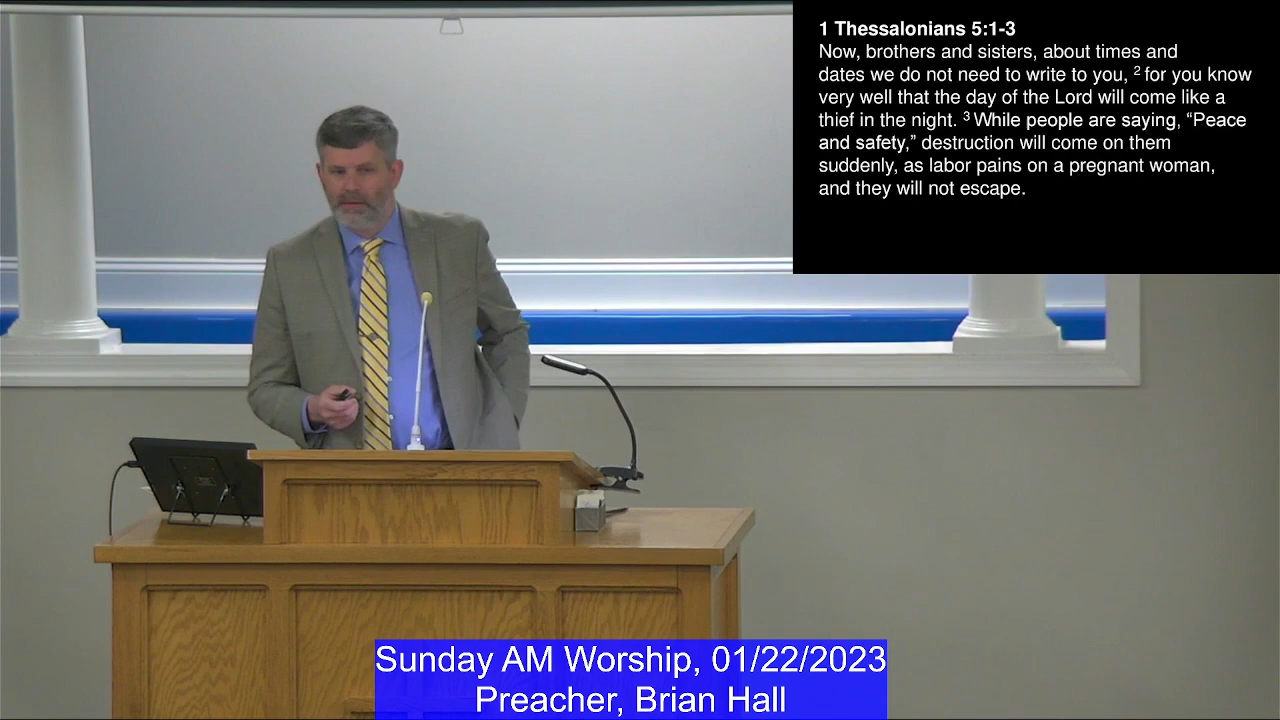 1 Thessalonians 5:1-3
Now, brothers and sisters, about times and
dates we do not need to write to you, ² for you know
very well that the day of the Lord will come like a
thief in the night. ³ While people are saying, “Peace
and safety,” destruction will come on them
suddenly, as labor pains on a pregnant woman,
and they will not escape.
Sunday AM Worship, 01/22/2023
Preacher, Brian Hall